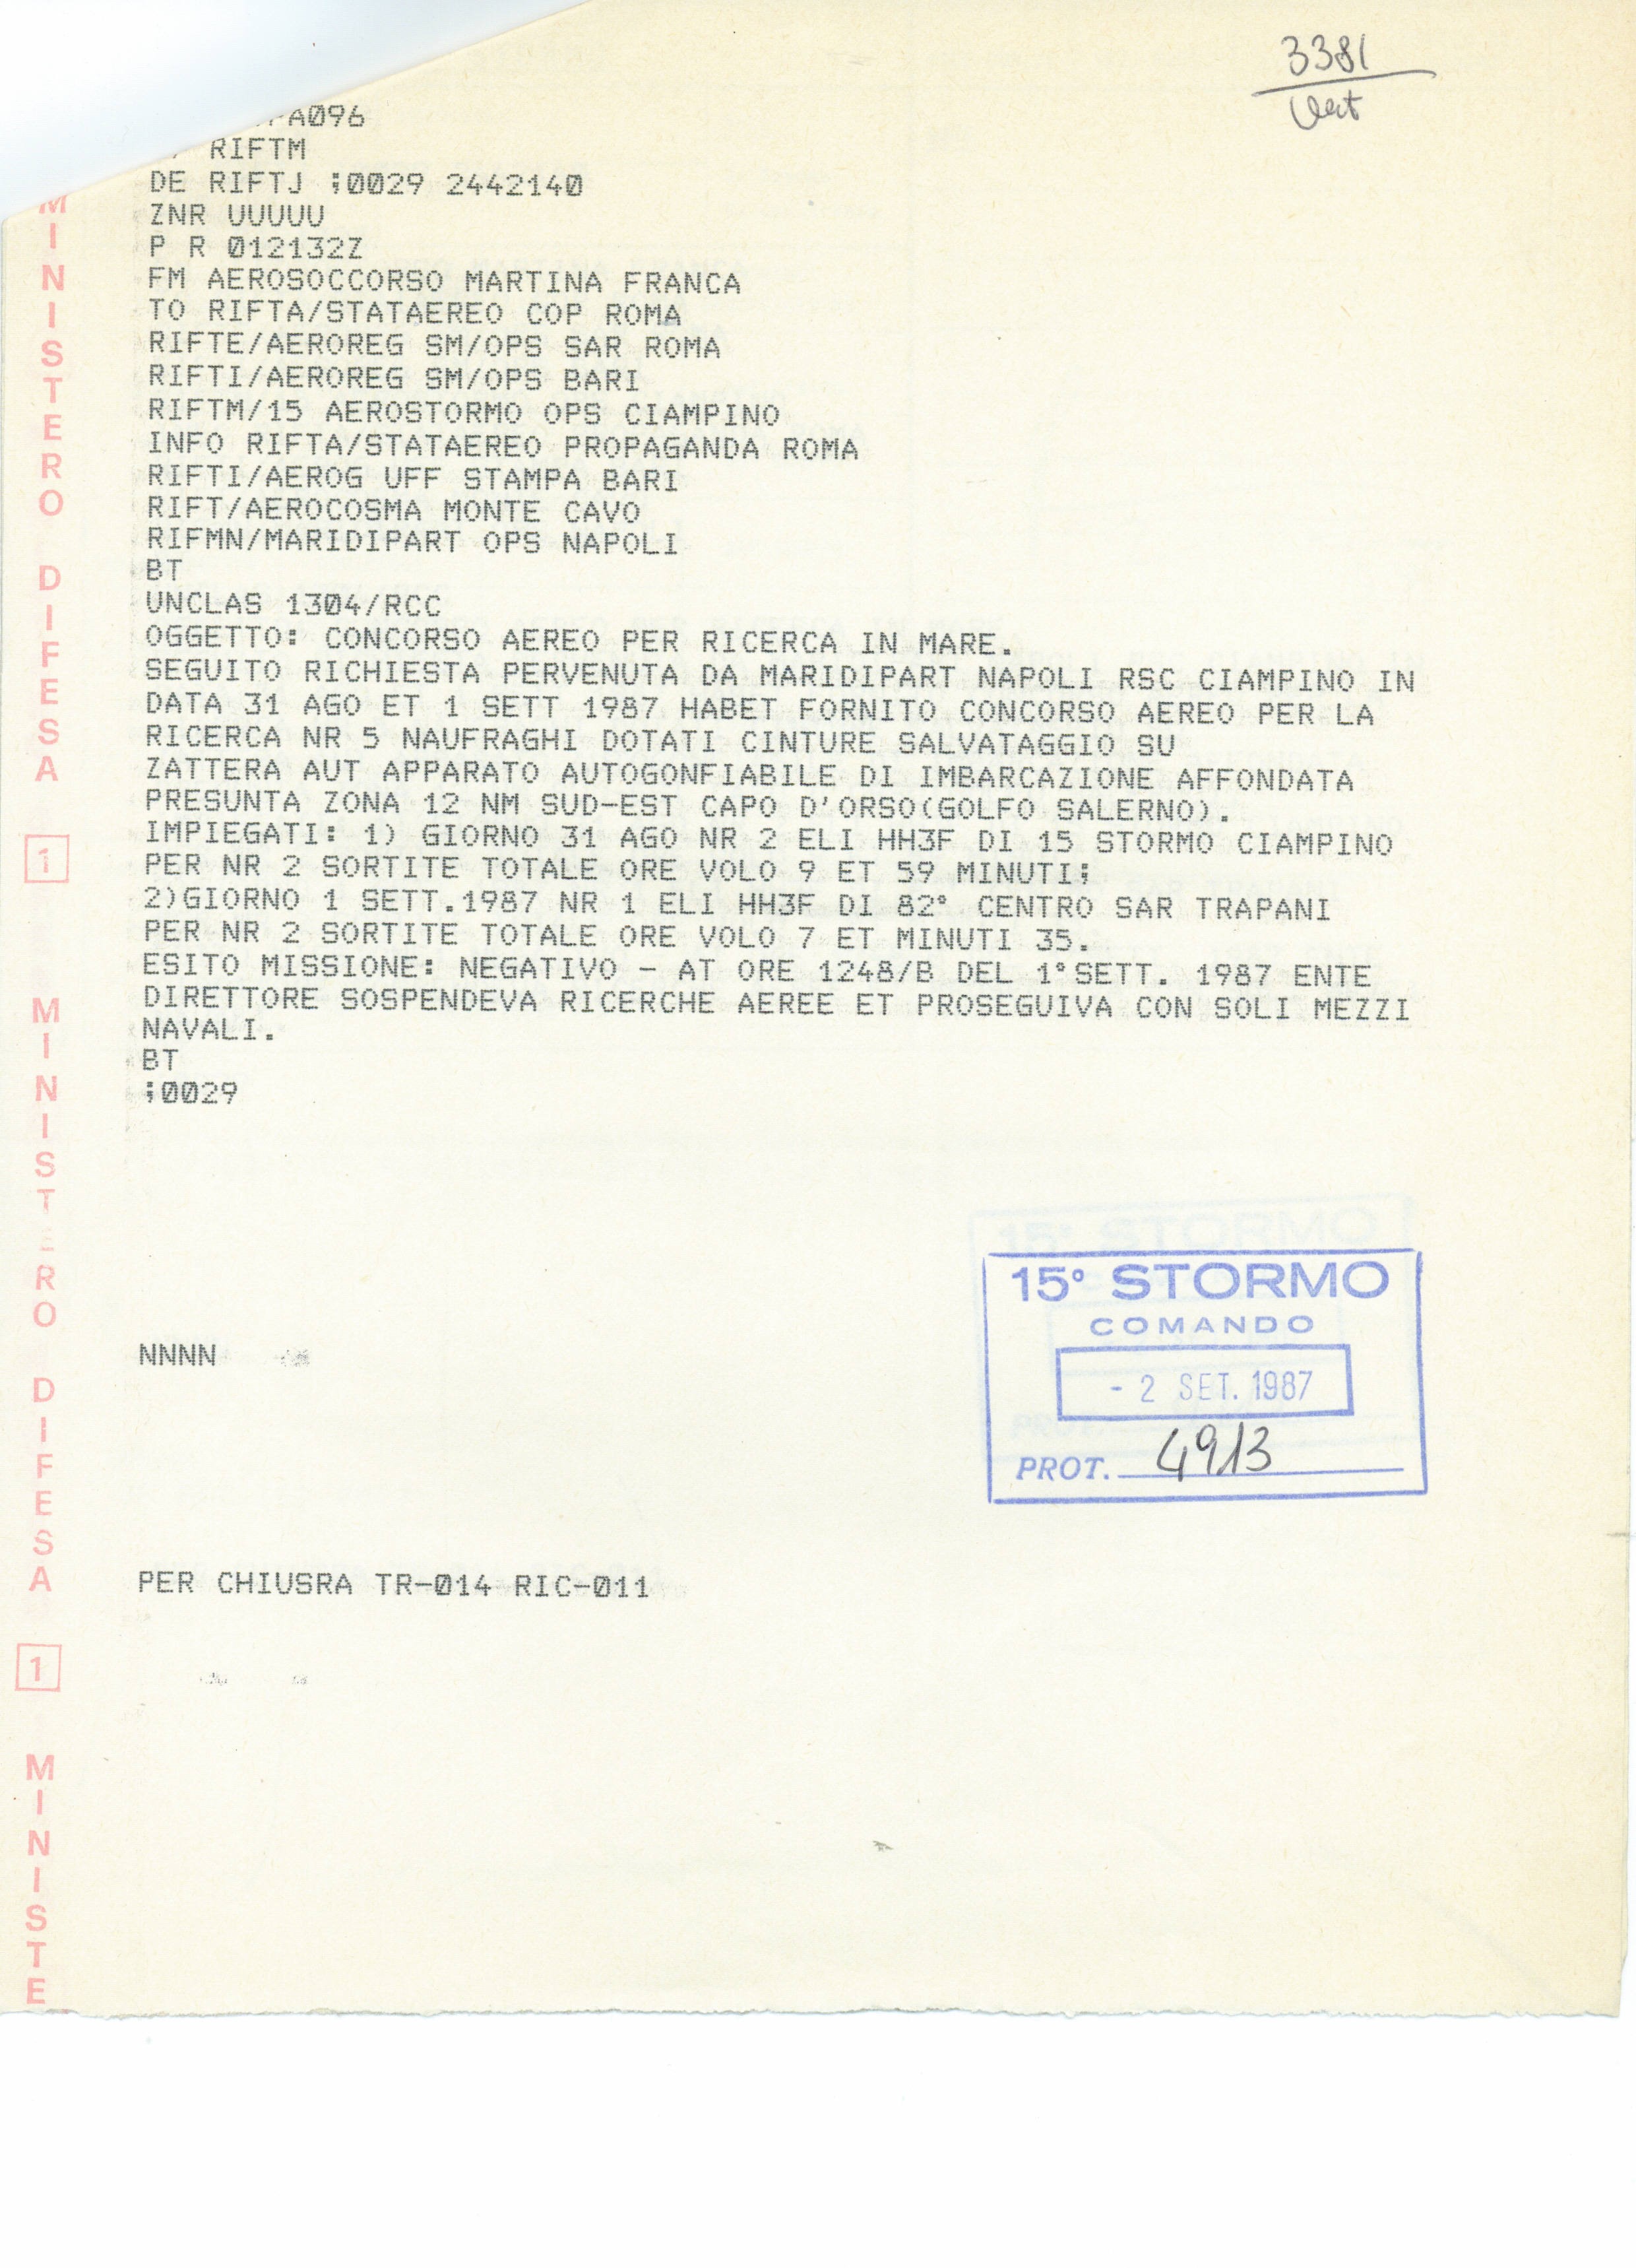 3381
A096
RIFTM
DE RIFTJ ;0029 2442140
ZNR UUUUU
P R 012132Z
FM AEROSOCCORSO MARTINA FRANCA
TO RIFTA/STATAEREO COP ROMA
RIFTE/AEROREG SM/OPS SAR ROMA
RIFTI/AEROREG SM/OPS BARI
RIFTM/15 AEROSTORMO OPS CIAMPINO
INFO RIFTA/STATAEREO PROPAGANDA ROMA
RIFTI/AEROG UFF STAMPA BARI
RIFT/AEROCOSMA MONTE CAVO
RIFMN/MARIDIPART OPS NAPOLI
BT
UNCLAS 1304/RCC
OGGETTO: CONCORSO AEREO PER RICERCA IN MARE.
SEGUITO RICHIESTA PERVENUTA DA MARIDIPART NAPOLI RSC CIAMPINO IN
DATA 31 AGO ET 1 SETT 1987 HABET FORNITO CONCORSO AEREO PER LA
RICERCA NR 5 NAUFRAGHI DOTATI CINTURE SALVATAGGIO SU
ZATTERA AUT APPARATO AUTOGONFIABILE DI IMBARCAZIONE AFFONDATA
PRESUNTA ZONA 12 NM SUD-EST CAPO D'ORSO(GOLFO SALERNO).
IMPIEGATI: 1) GIORNO 31 AGO NR 2 ELI HH3F DI 15 STORMO CIAMPINO
PER NR 2 SORTITE TOTALE ORE VOLO 9 ET 59 MINUTI;
2)GIORNO 1 SETT.1987 NR 1 ELI HH3F DI 82° CENTRO SAR TRAPANI
PER NR 2 SORTITE TOTALE ORE VOLO 7 ET MINUTI 35.
ESITO MISSIONE: NEGATIVO - AT ORE 1248/B DEL 1°SETT. 1987 ENTE
DIRETTORE SOSPENDEVA RICERCHE AEREE ET PROSEGUIVA CON SOLI MEZZI
NAVALI.
BT
;0029
15° STORMO
COMANDO
- 2 SET. 1987
PROT. 4913
NNNN
PER CHIUSRA TR-014 RIC-011
MINISTERO DIFESA 1
MINISTERO DIFESA 1
MINISTE